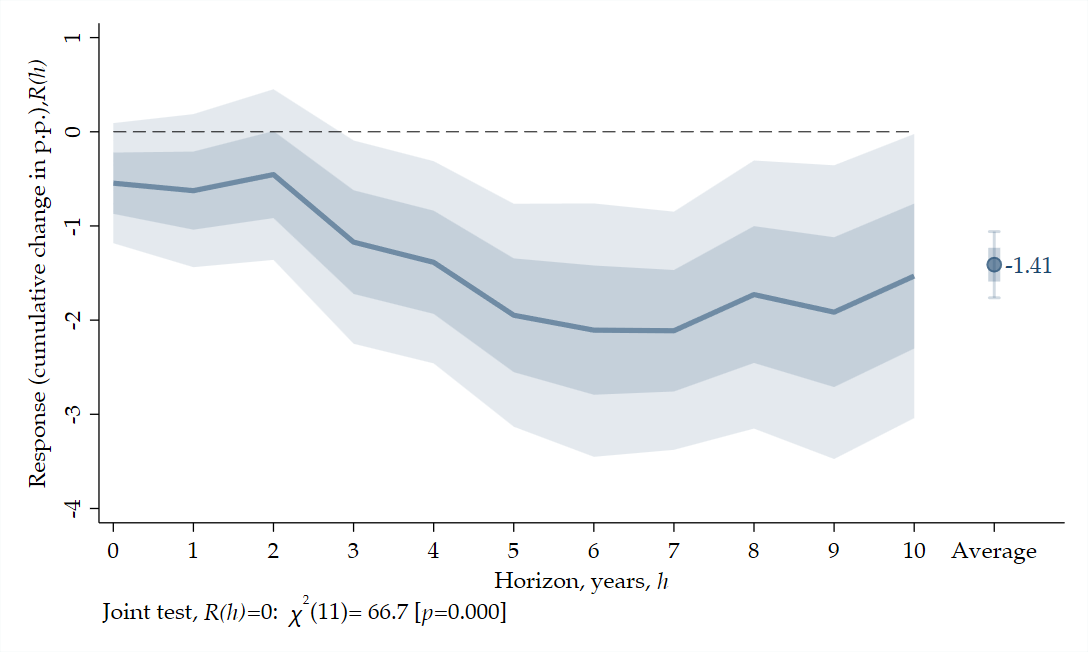 Response (cumulative change in p.p.),R(h)
1
0
-1
-2
-3
-4
-1.41
0 1 2 3 4 5 6 7 8 9 10 Average
Horizon, years, h
Joint test, R(h)=0: χ²(11)= 66.7 [p=0.000]